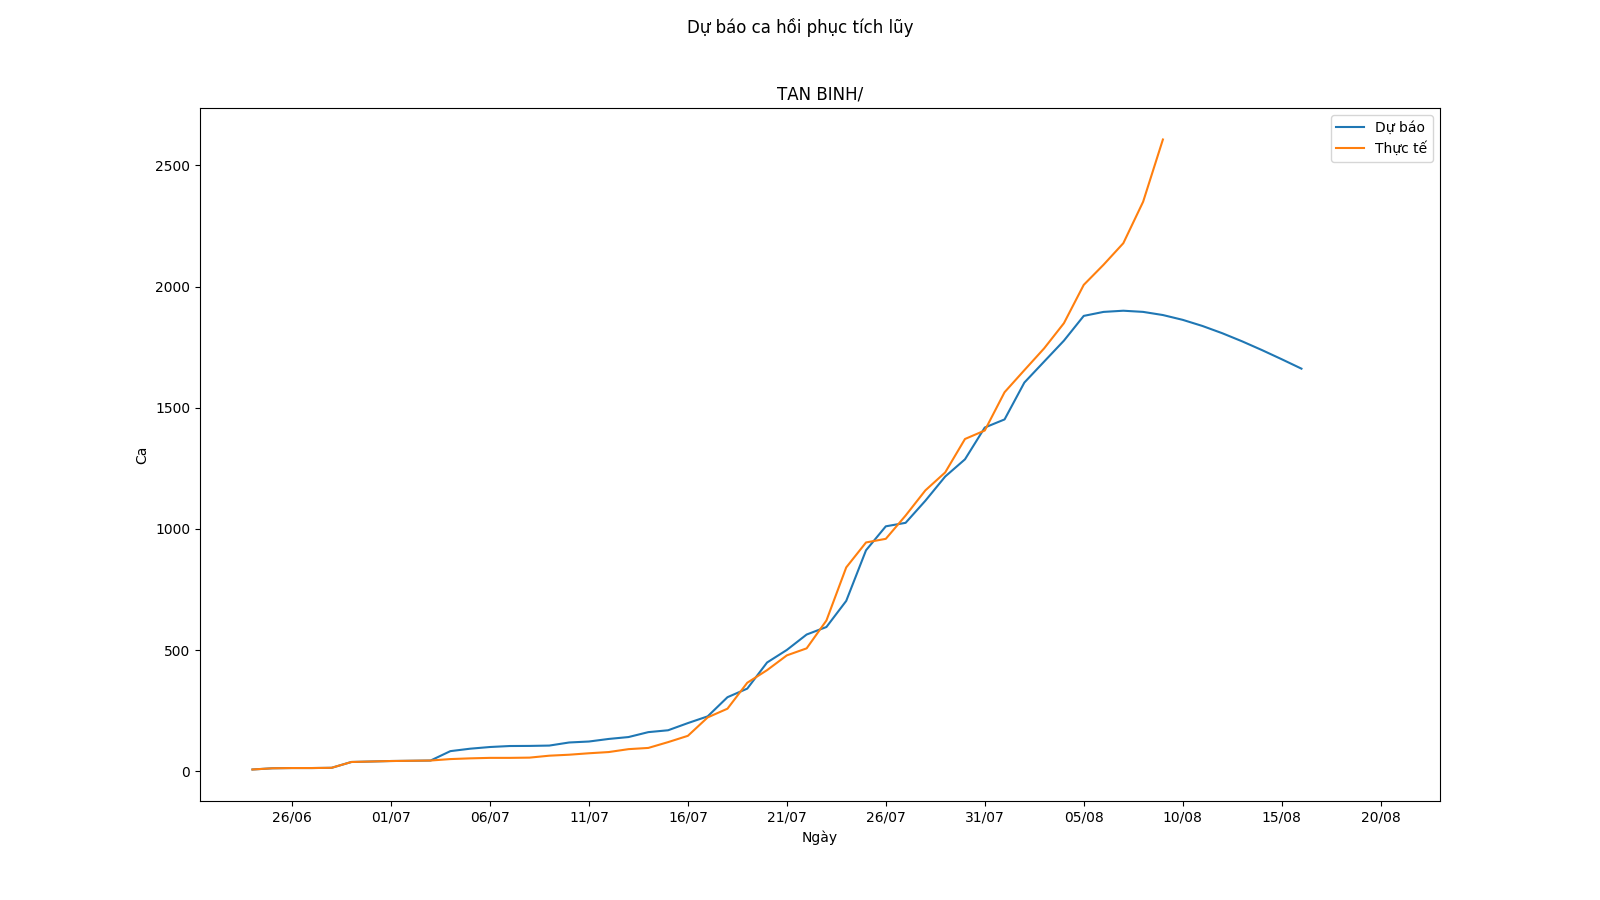 Dự báo ca hồi phục tích lũy
TAN BINH/
Dự báo
Thực tế
2500
2000
1500
1000
500
0
Ca
26/06 01/07 06/07 11/07 16/07 21/07 26/07 31/07 05/08 10/08 15/08 20/08
Ngày